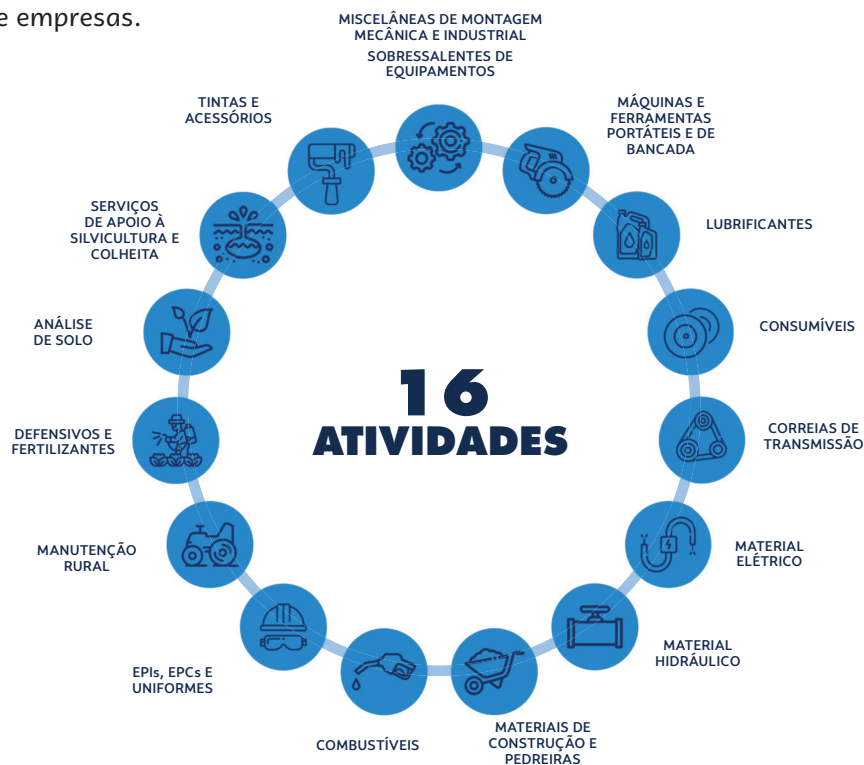 e empresas.
MISCELÂNEAS DE MONTAGEM
MECÂNICA E INDUSTRIAL
SOBRESSALENTES DE
EQUIPAMENTOS
MÁQUINAS E
FERRAMENTAS
PORTÁTEIS E DE
BANCADA
LUBRIFICANTES
CONSUMÍVEIS
CORREIAS DE
TRANSMISSÃO
MATERIAL
ELÉTRICO
MATERIAL
HIDRÁULICO
MATERIAIS DE
CONSTRUÇÃO E
PEDREIRAS
COMBUSTÍVEIS
EPIs, EPCs E
UNIFORMES
MANUTENÇÃO
RURAL
DEFENSIVOS E
FERTILIZANTES
ANÁLISE
DE SOLO
SERVIÇOS
DE APOIO À
SILVICULTURA E
COLHEITA
TINTAS E
ACESSÓRIOS
16
ATIVIDADES